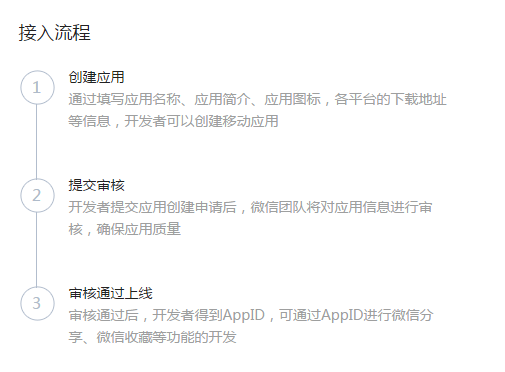 接入流程
1
创建应用
通过填写应用名称、应用简介、应用图标，各平台的下载地址
等信息，开发者可以创建移动应用
2
提交审核
开发者提交应用创建申请后，微信团队将对应用信息进行审
核，确保应用质量
3
审核通过上线
审核通过后，开发者得到AppID，可通过AppID进行微信分
享、微信收藏等功能的开发